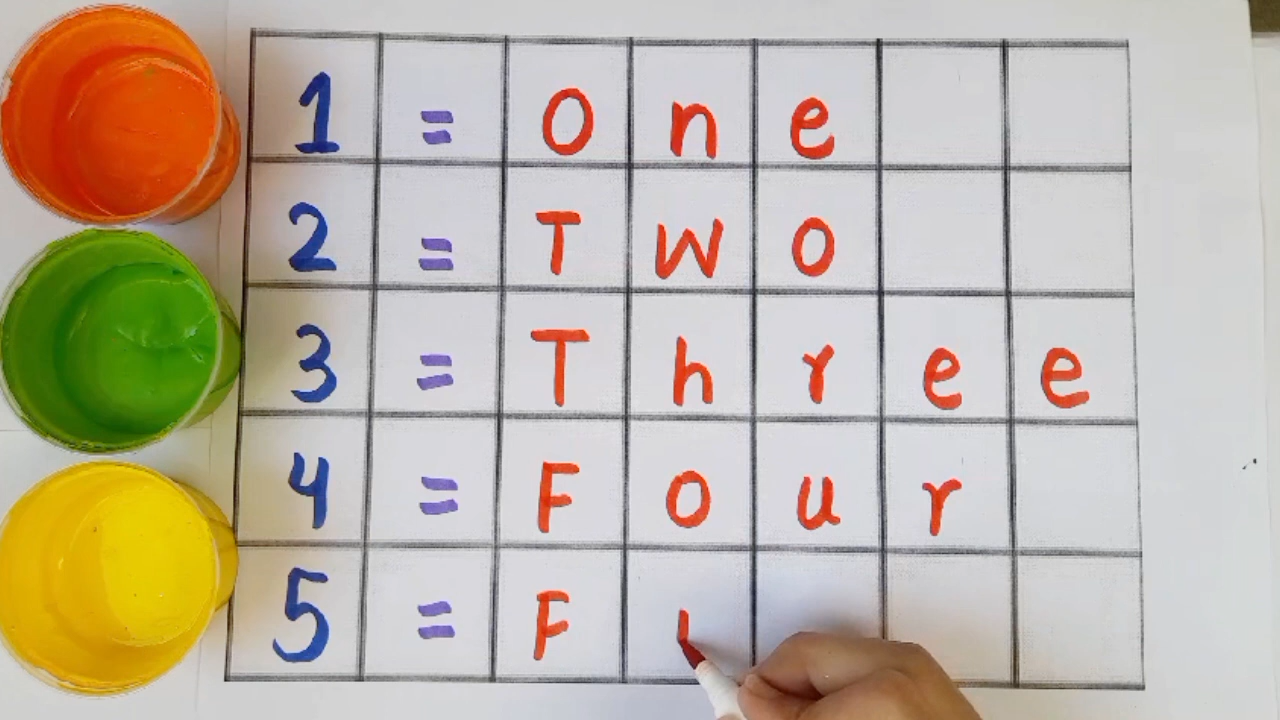 1 = One
2 = Two
3 = Three
4 = Four
5 = F